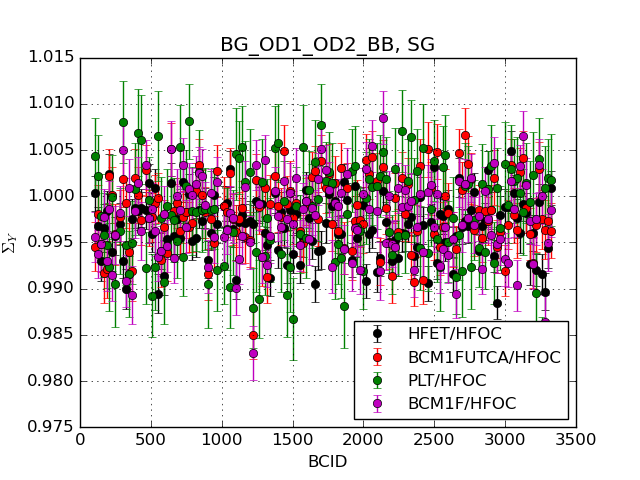 BG_OD1_OD2_BB, SG
1.015
1.010
1.005
1.000
0.995
0.990
0.985
0.980
0.975
Σ_Y
HFET/HFOC
BCM1FUTCA/HFOC
PLT/HFOC
BCM1F/HFOC
0 500 1000 1500 2000 2500 3000 3500
BCID